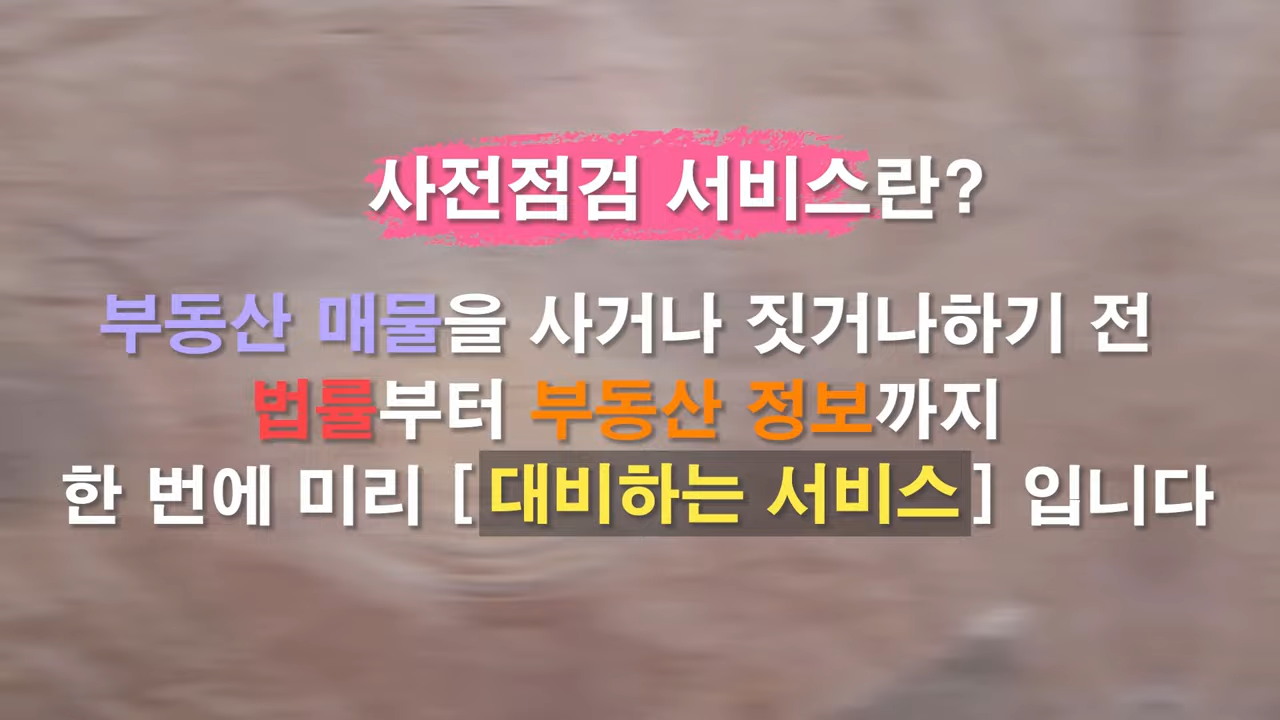 사전점검 서비스란?
부동산 매물을 사거나 짓거나하기 전
법률부터 부동산 정보까지
한 번에 미리 [대비하는 서비스] 입니다